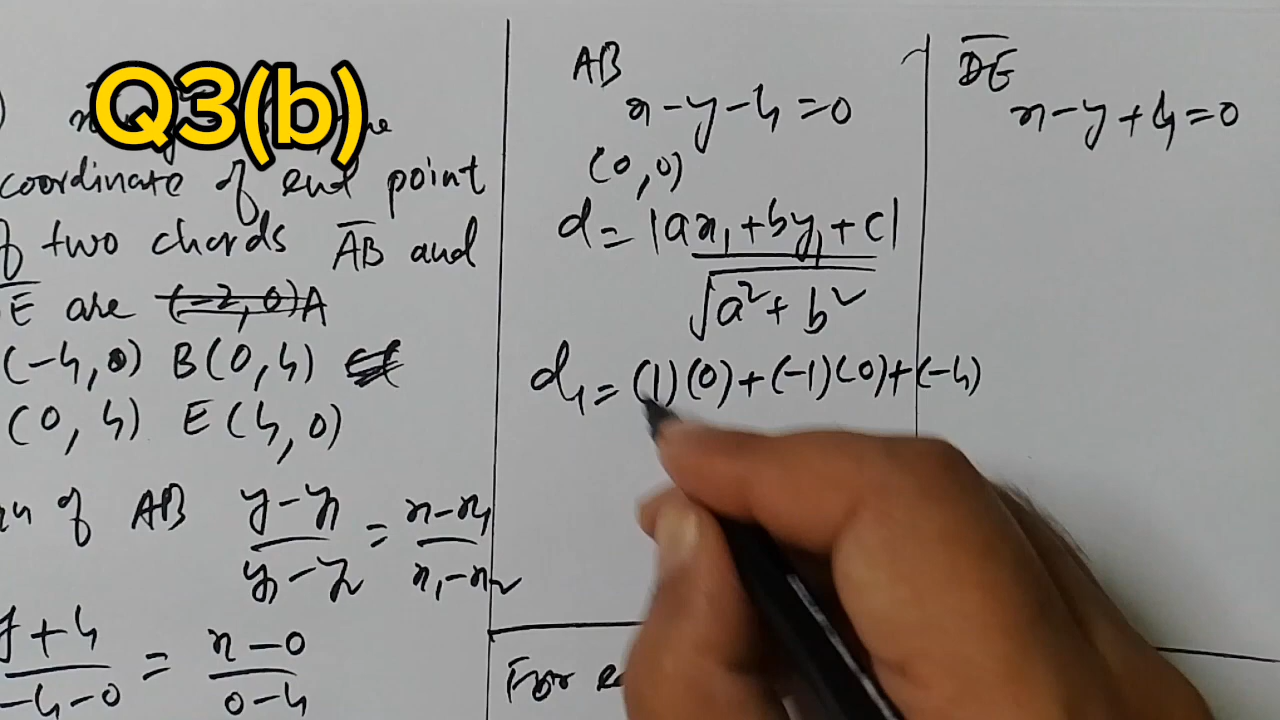 Q3(b)
coordinate of end point
of two chords AB and
E are (-2, 0) A
(-4, 0) B(0, 4)
(0, 4) E(4, 0)
of AB (y-y₁)/(y₁-y₂) = (x-x₁)/(x₁-x₂)
(y+4)/(-4-0) = (x-0)/(0-4)
AB
x-y-4=0
(0,0)
d = |ax₁+by₁+c|/√(a²+b²)
d₁ = (1)(0)+(-1)(0)+(-4)
For
DE
x-y+4=0